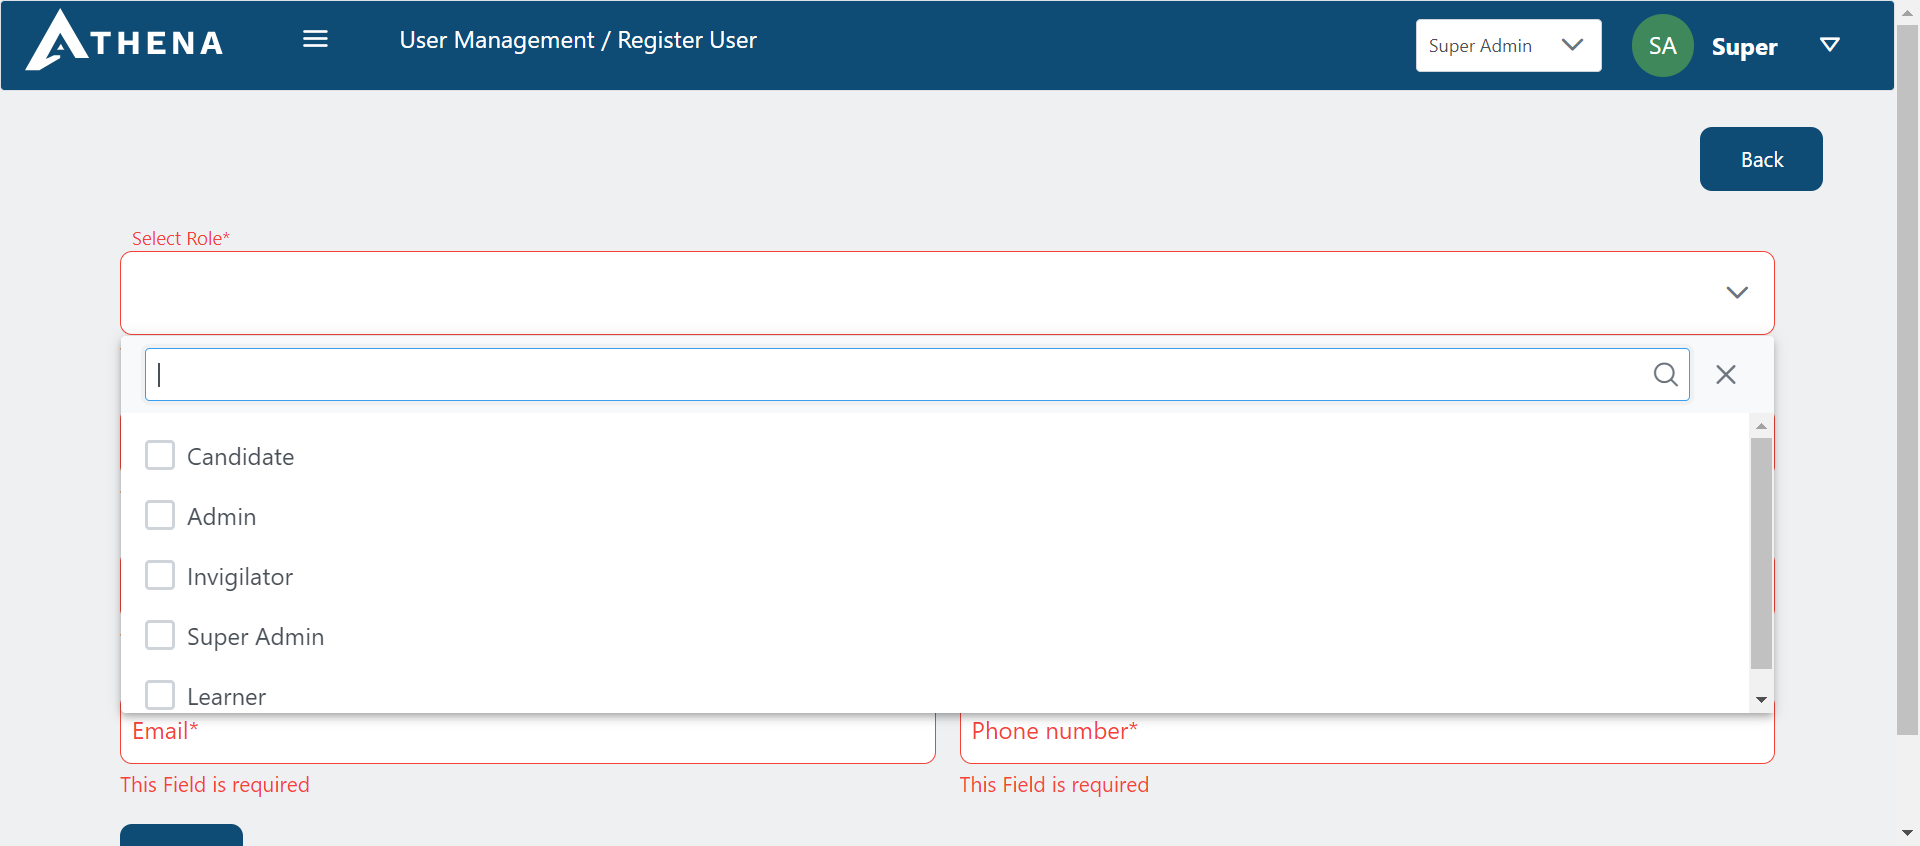 ATHENA
User Management / Register User
Super Admin
SA
Super
Back
Select Role*
Candidate
Admin
Invigilator
Super Admin
Learner
Email*
Phone number*
This Field is required
This Field is required